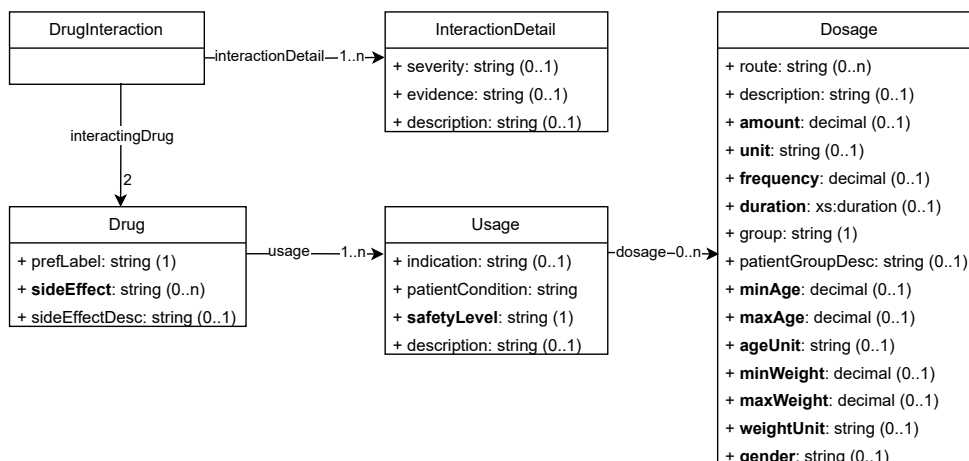 DrugInteraction
interactionDetail
1..n
interactingDrug
2
InteractionDetail
+ severity: string (0..1)
+ evidence: string (0..1)
+ description: string (0..1)
Drug
+ prefLabel: string (1)
+ sideEffect: string (0..n)
+ sideEffectDesc: string (0..1)
usage
1..n
Usage
+ indication: string (0..1)
+ patientCondition: string
+ safetyLevel: string (1)
+ description: string (0..1)
dosage
0..n
Dosage
+ route: string (0..n)
+ description: string (0..1)
+ amount: decimal (0..1)
+ unit: string (0..1)
+ frequency: decimal (0..1)
+ duration: xs:duration (0..1)
+ group: string (1)
+ patientGroupDesc: string (0..1)
+ minAge: decimal (0..1)
+ maxAge: decimal (0..1)
+ ageUnit: string (0..1)
+ minWeight: decimal (0..1)
+ maxWeight: decimal (0..1)
+ weightUnit: string (0..1)
+ gender: string (0..1)